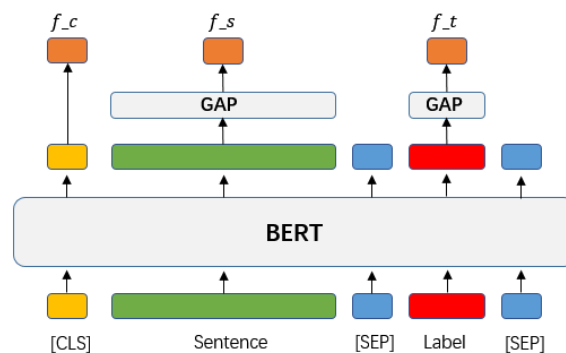 f_c f_s f_t
GAP GAP
BERT
[CLS] Sentence [SEP] Label [SEP]